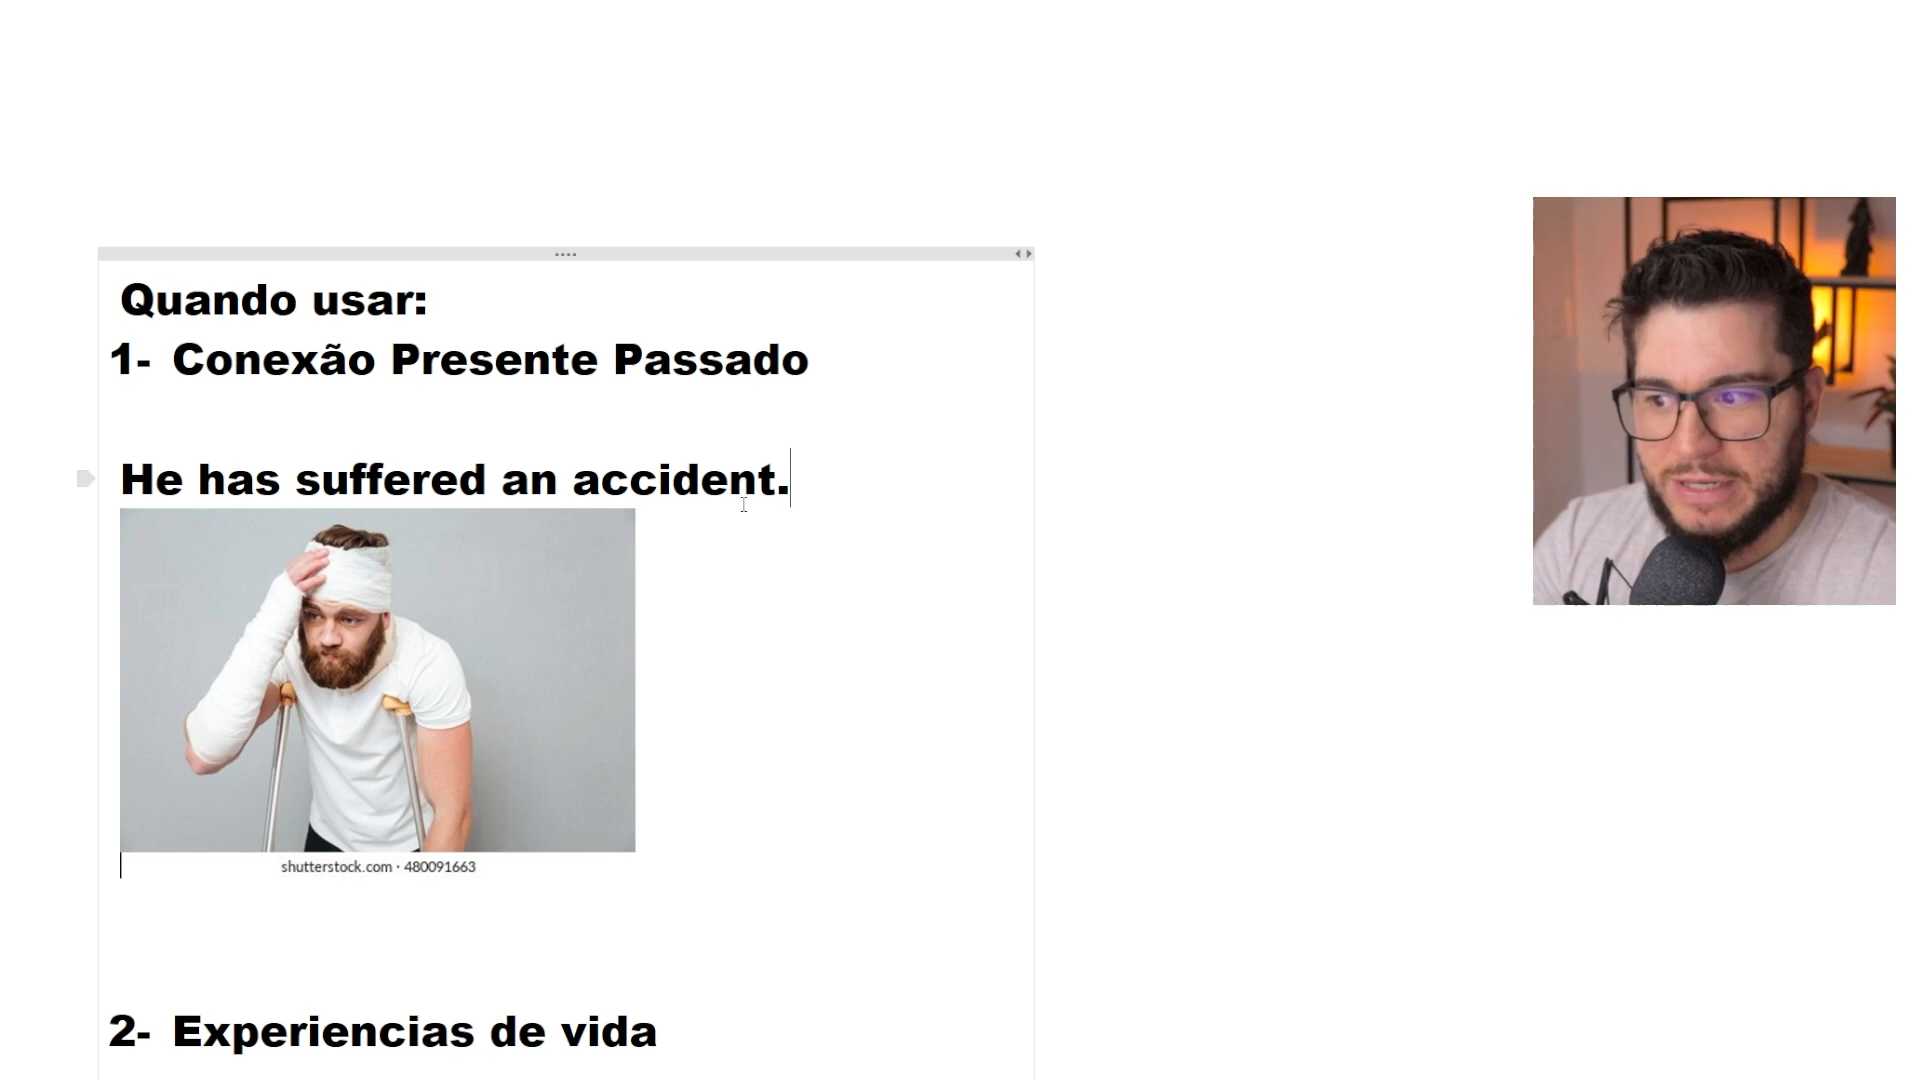 Quando usar:
1- Conexão Presente Passado
He has suffered an accident.
shutterstock.com · 480091663
2- Experiencias de vida